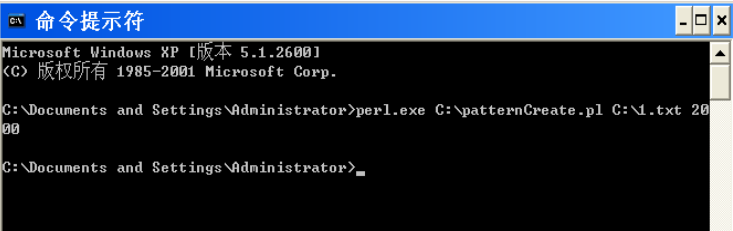 命令提示符
Microsoft Windows XP [版本 5.1.2600]
(C) 版权所有 1985-2001 Microsoft Corp.
C:\Documents and Settings\Administrator>perl.exe C:\patternCreate.pl C:\1.txt 20
00
C:\Documents and Settings\Administrator>_